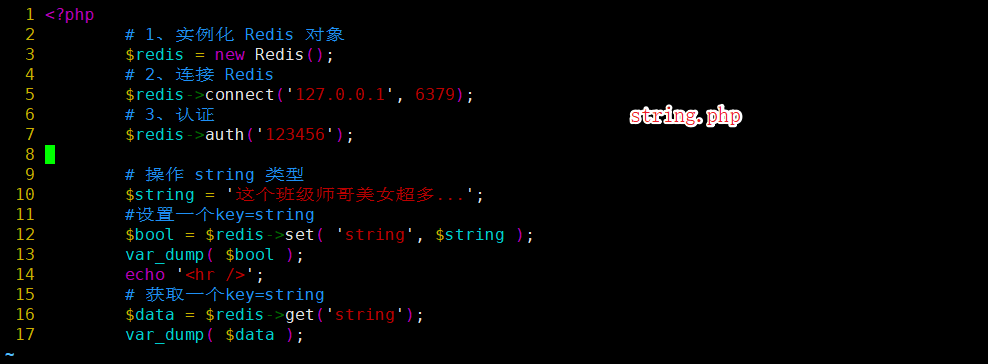 1 <?php
2 # 1、实例化 Redis 对象
3 $redis = new Redis();
4 # 2、连接 Redis
5 $redis->connect('127.0.0.1', 6379);
6 # 3、认证
string.php
7 $redis->auth('123456');
8
9 # 操作 string 类型
10 $string = '这个班级师哥美女超多...';
11 #设置一个key=string
12 $bool = $redis->set( 'string', $string );
13 var_dump( $bool );
14 echo '<hr />';
15 # 获取一个key=string
16 $data = $redis->get('string');
17 var_dump( $data );
~